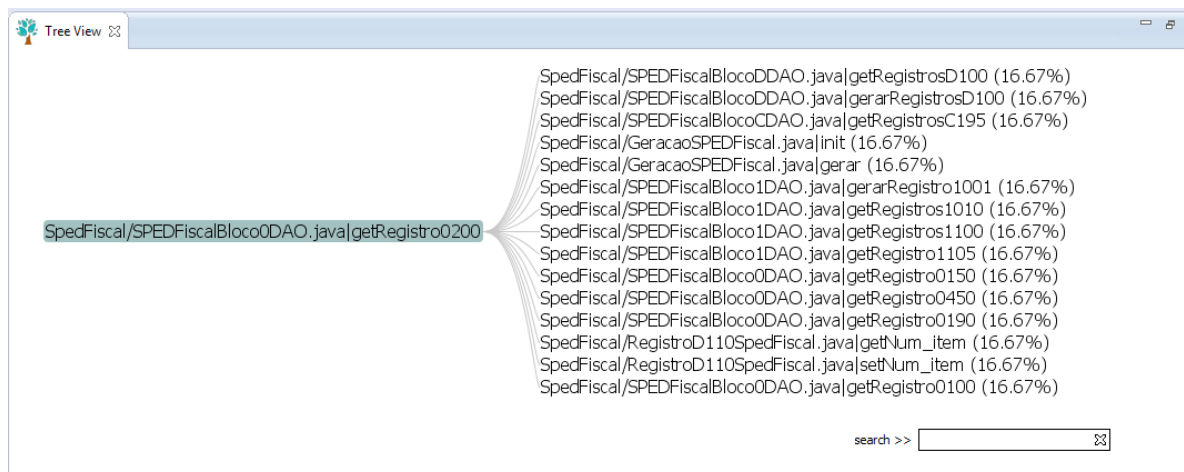 Tree View
SpedFiscal/SPEDFiscalBlocoDDAO.java|getRegistrosD100 (16.67%)
SpedFiscal/SPEDFiscalBlocoDDAO.java|gerarRegistrosD100 (16.67%)
SpedFiscal/SPEDFiscalBlocoCDAO.java|getRegistrosC195 (16.67%)
SpedFiscal/GeracaoSPEDFiscal.java|init (16.67%)
SpedFiscal/GeracaoSPEDFiscal.java|gerar (16.67%)
SpedFiscal/SPEDFiscalBloco1DAO.java|gerarRegistro1001 (16.67%)
SpedFiscal/SPEDFiscalBloco1DAO.java|getRegistros1010 (16.67%)
SpedFiscal/SPEDFiscalBloco0DAO.java|getRegistro0200
SpedFiscal/SPEDFiscalBloco1DAO.java|getRegistros1100 (16.67%)
SpedFiscal/SPEDFiscalBloco1DAO.java|getRegistro1105 (16.67%)
SpedFiscal/SPEDFiscalBloco0DAO.java|getRegistro0150 (16.67%)
SpedFiscal/SPEDFiscalBloco0DAO.java|getRegistro0450 (16.67%)
SpedFiscal/SPEDFiscalBloco0DAO.java|getRegistro0190 (16.67%)
SpedFiscal/RegistroD110SpedFiscal.java|getNum_item (16.67%)
SpedFiscal/RegistroD110SpedFiscal.java|setNum_item (16.67%)
SpedFiscal/SPEDFiscalBloco0DAO.java|getRegistro0100 (16.67%)
search >>